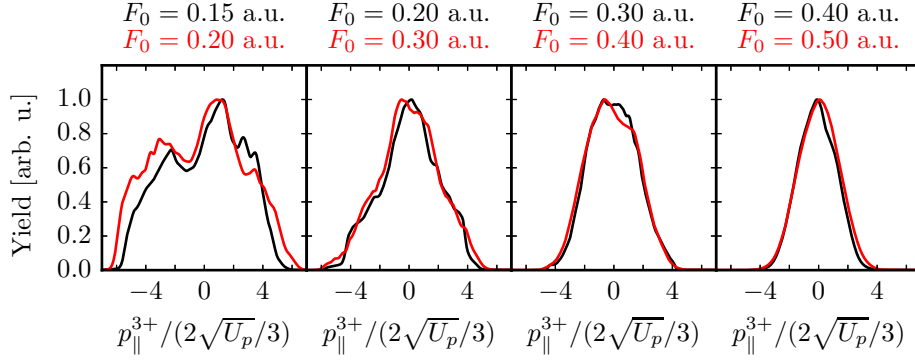 F₀ = 0.15 a.u. F₀ = 0.20 a.u. F₀ = 0.30 a.u. F₀ = 0.40 a.u.
F₀ = 0.20 a.u. F₀ = 0.30 a.u. F₀ = 0.40 a.u. F₀ = 0.50 a.u.
Yield [arb. u.]
1.0
0.8
0.6
0.4
0.2
0.0
−4 0 4 −4 0 4 −4 0 4 −4 0 4
p∥³⁺/(2√Uₚ/3) p∥³⁺/(2√Uₚ/3) p∥³⁺/(2√Uₚ/3) p∥³⁺/(2√Uₚ/3)